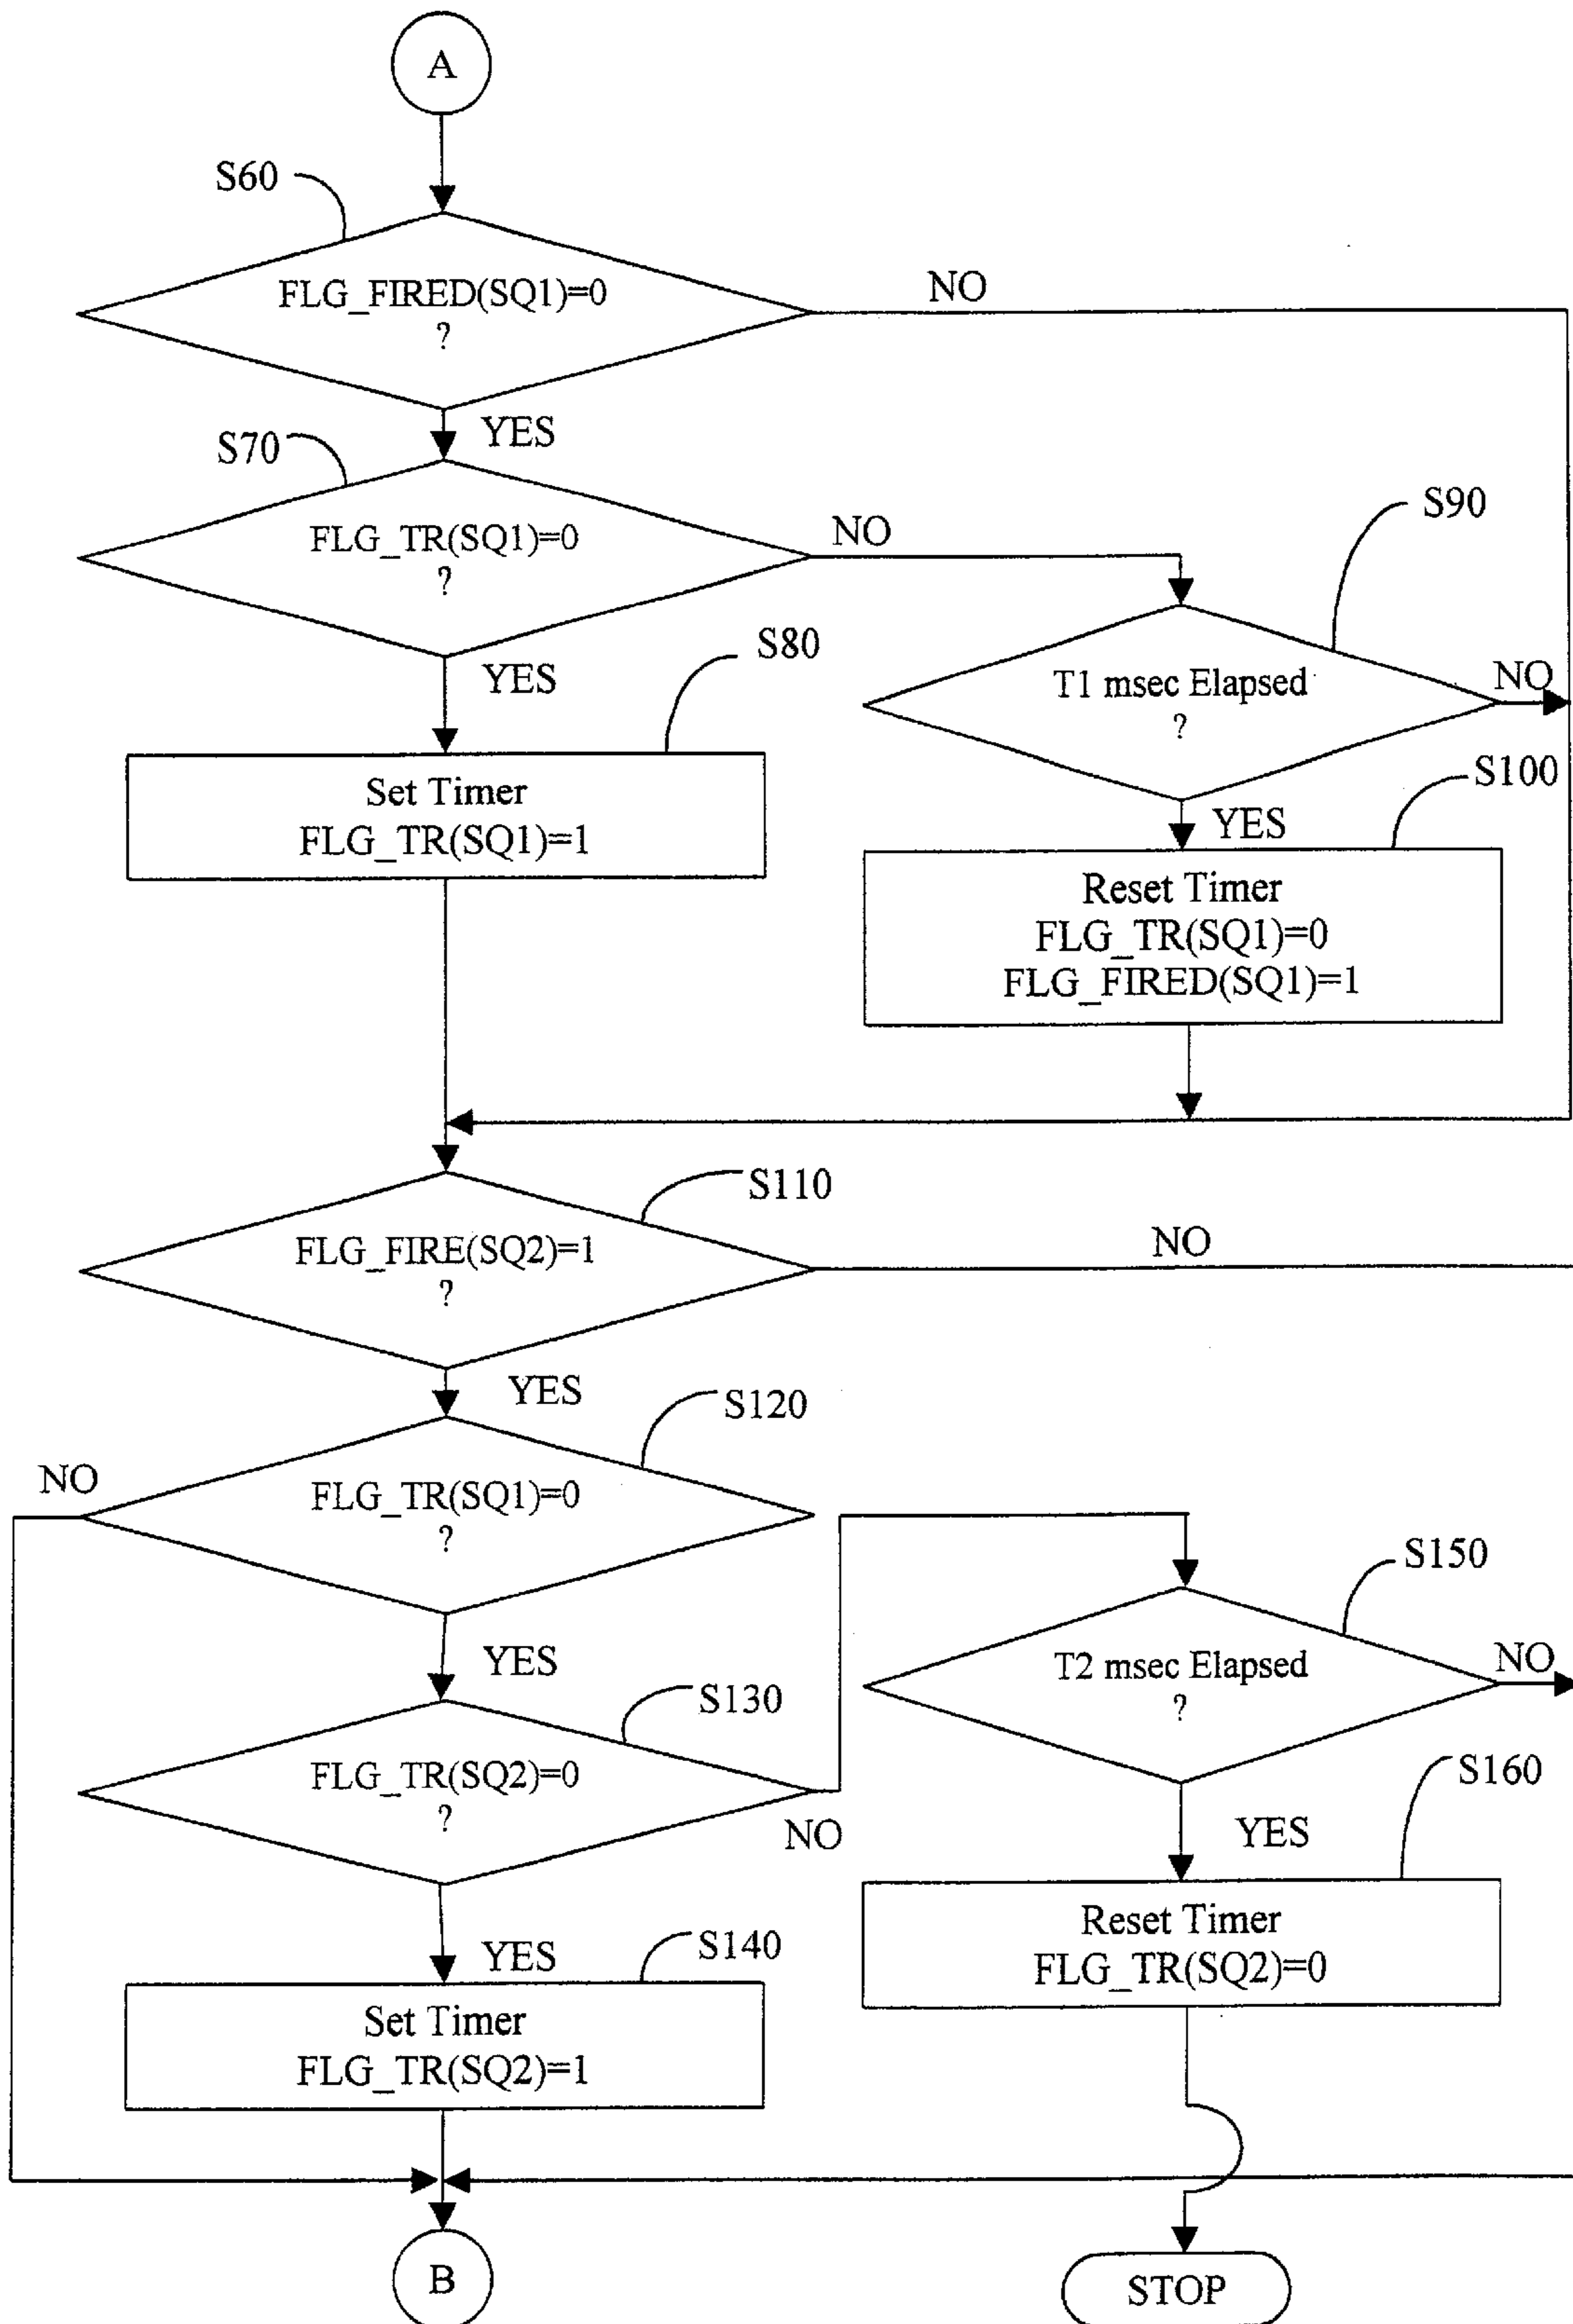 A
S60
FLG_FIRED(SQ1)=0
?
NO
YES
S70
FLG_TR(SQ1)=0
?
NO
S90
YES
S80
T1 msec Elapsed
?
NO
Set Timer
FLG_TR(SQ1)=1
YES
S100
Reset Timer
FLG_TR(SQ1)=0
FLG_FIRED(SQ1)=1
S110
FLG_FIRE(SQ2)=1
?
NO
YES
S120
NO
FLG_TR(SQ1)=0
?
S150
YES
T2 msec Elapsed
?
NO
S130
FLG_TR(SQ2)=0
?
NO
YES
S160
YES
S140
Reset Timer
FLG_TR(SQ2)=0
Set Timer
FLG_TR(SQ2)=1
B
STOP